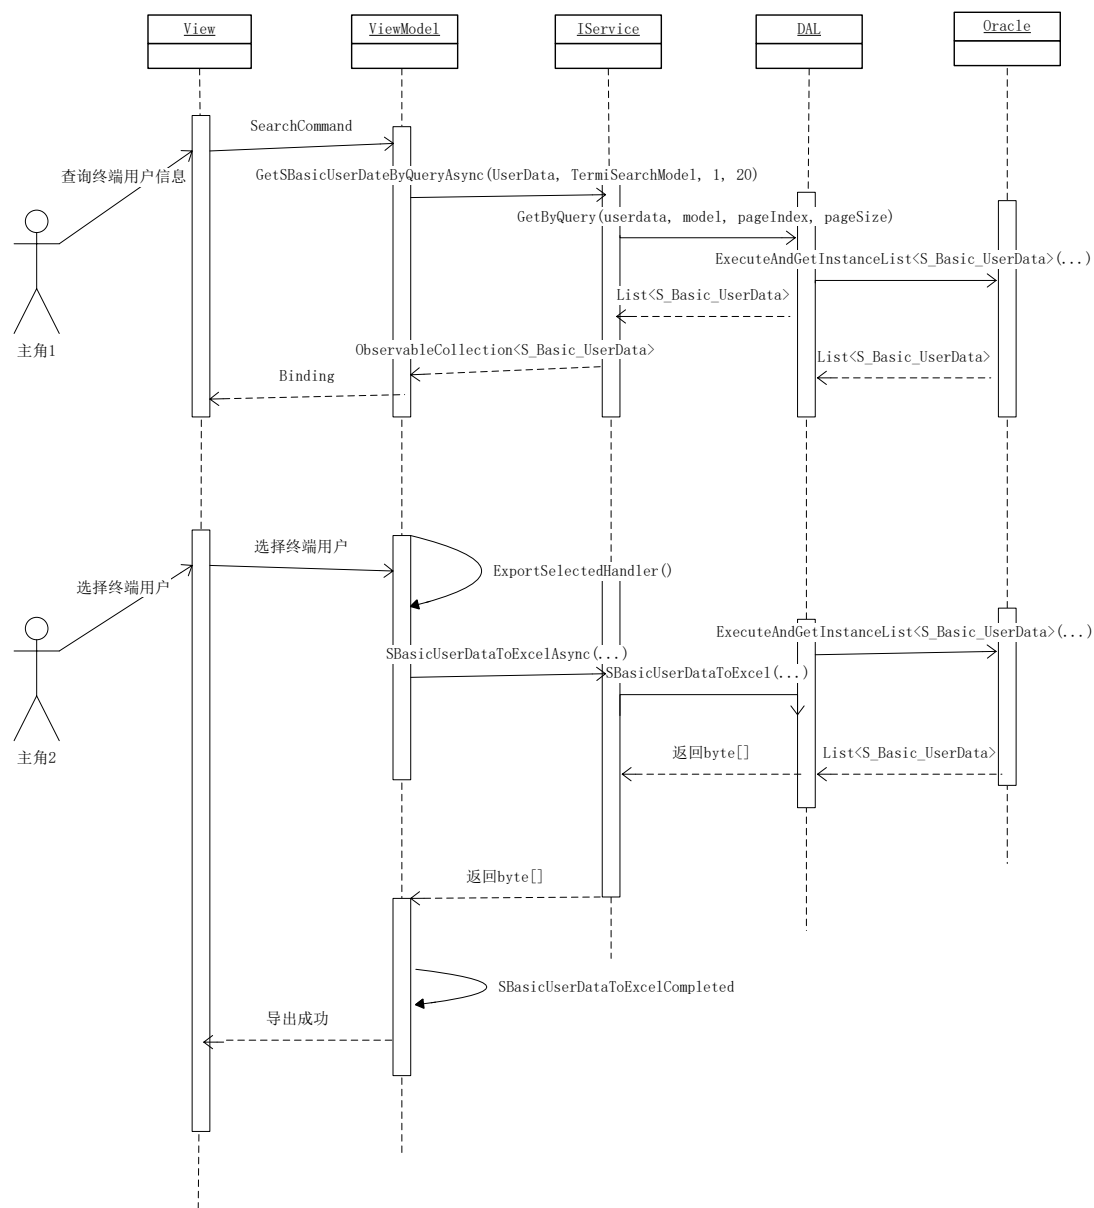 View
ViewModel
IService
DAL
Oracle
SearchCommand
查询终端用户信息
GetSBasicUserDateByQueryAsync(UserData, TermiSearchModel, 1, 20)
GetByQuery(userdata, model, pageIndex, pageSize)
ExecuteAndGetInstanceList<S_Basic_UserData>(...)
List<S_Basic_UserData>
主角1
ObservableCollection<S_Basic_UserData>
List<S_Basic_UserData>
Binding
选择终端用户
ExportSelectedHandler()
选择终端用户
ExecuteAndGetInstanceList<S_Basic_UserData>(...)
SBasicUserDataToExcelAsync(...)
SBasicUserDataToExcel(...)
主角2
返回byte[]
List<S_Basic_UserData>
返回byte[]
SBasicUserDataToExcelCompleted
导出成功